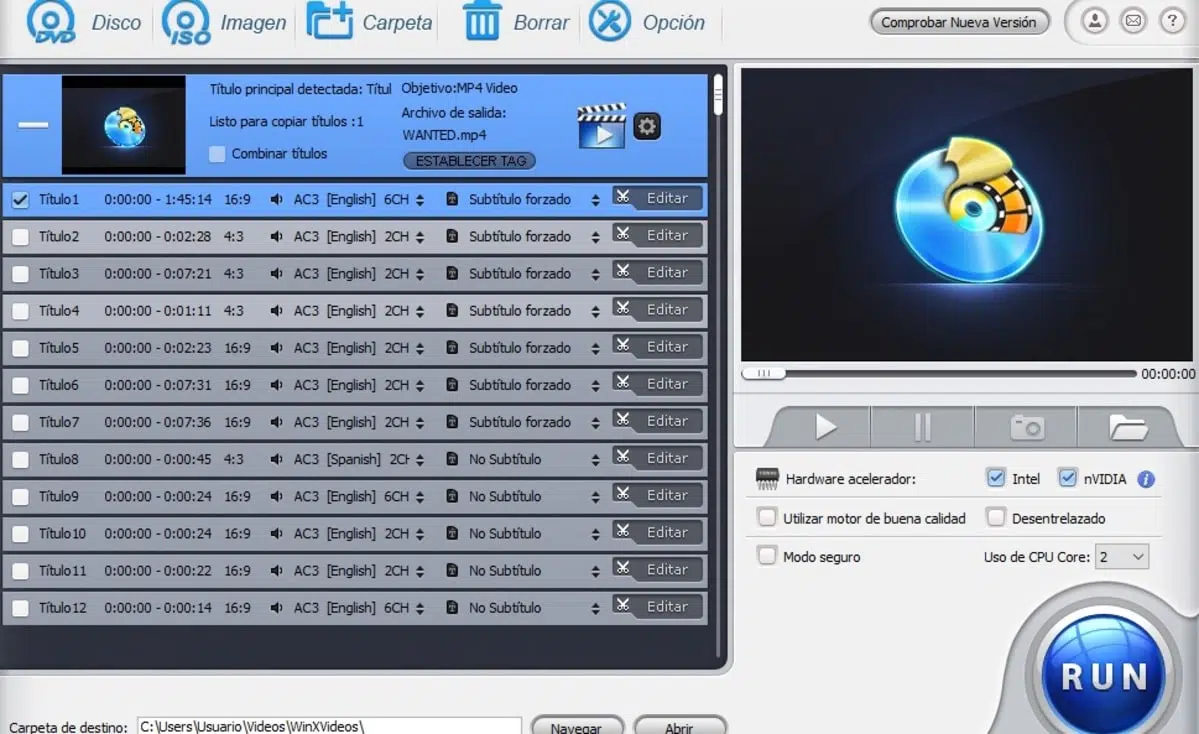 Disco Imagen Carpeta Borrar Opción Comprobar Nueva Versión ?
DVD ISO
Título principal detectada: Títul Objetivo:MP4 Video
Listo para copiar títulos :1 Archivo de salida:
WANTED.mp4
Combinar títulos ESTABLECER TAG
Título1 0:00:00 - 1:45:14 16:9 AC3 [English] 6CH Subtítulo forzado Editar
Título2 0:00:00 - 0:02:28 4:3 AC3 [English] 2CH Subtítulo forzado Editar
Título3 0:00:00 - 0:07:21 4:3 AC3 [English] 2CH Subtítulo forzado Editar
Título4 0:00:00 - 0:01:11 4:3 AC3 [English] 2CH Subtítulo forzado Editar
Título5 0:00:00 - 0:02:23 16:9 AC3 [English] 2CH Subtítulo forzado Editar
Título6 0:00:00 - 0:07:31 16:9 AC3 [English] 2CH Subtítulo forzado Editar
Título7 0:00:00 - 0:07:36 16:9 AC3 [English] 2CH Subtítulo forzado Editar
Título8 0:00:00 - 0:00:45 4:3 AC3 [Spanish] 2CH No Subtítulo Editar
Título9 0:00:00 - 0:00:24 16:9 AC3 [English] 6CH No Subtítulo Editar
Título10 0:00:00 - 0:00:24 16:9 AC3 [English] 2CH No Subtítulo Editar
Título11 0:00:00 - 0:00:22 16:9 AC3 [English] 2CH No Subtítulo Editar
Título12 0:00:00 - 0:00:14 16:9 AC3 [English] 6CH No Subtítulo Editar
00:00:00
Hardware acelerador: Intel nVIDIA i
Utilizar motor de buena calidad Desentrelazado
Modo seguro Uso de CPU Core: 2
RUN
Carpeta de destino: C:\Users\Usuario\Videos\WinXVideos\ Navegar Abrir